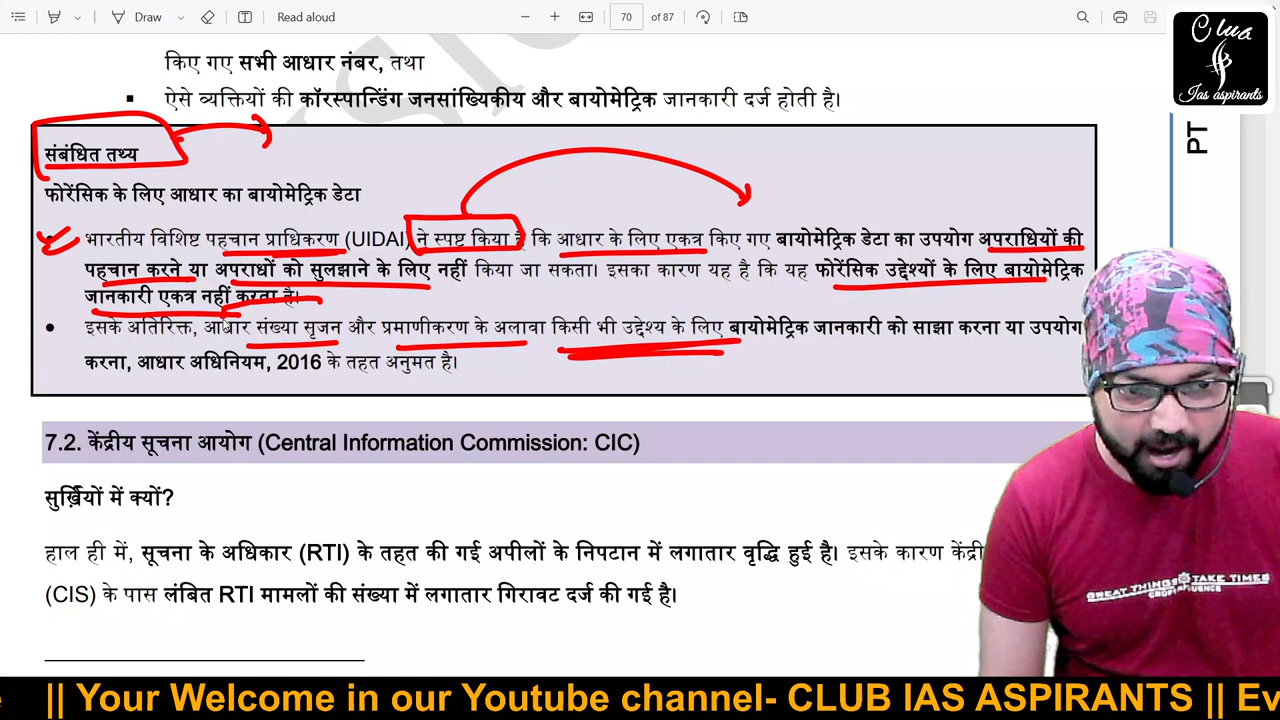 Draw
Read aloud
70 of 87
Clua
Ias aspirants
PT
किए गए सभी आधार नंबर, तथा
▪ ऐसे व्यक्तियों की कॉरस्पान्डिंग जनसांख्यिकीय और बायोमेट्रिक जानकारी दर्ज होती है।
संबंधित तथ्य
फोरेंसिक के लिए आधार का बायोमेट्रिक डेटा
भारतीय विशिष्ट पहचान प्राधिकरण (UIDAI) ने स्पष्ट किया है कि आधार के लिए एकत्र किए गए बायोमेट्रिक डेटा का उपयोग अपराधियों की
पहचान करने या अपराधों को सुलझाने के लिए नहीं किया जा सकता। इसका कारण यह है कि यह फोरेंसिक उद्देश्यों के लिए बायोमेट्रिक
जानकारी एकत्र नहीं करता है।
● इसके अतिरिक्त, आधार संख्या सृजन और प्रमाणीकरण के अलावा किसी भी उद्देश्य के लिए बायोमेट्रिक जानकारी को साझा करना या उपयोग
करना, आधार अधिनियम, 2016 के तहत अनुमत है।
7.2. केंद्रीय सूचना आयोग (Central Information Commission: CIC)
सुर्ख़ियों में क्यों?
हाल ही में, सूचना के अधिकार (RTI) के तहत की गई अपीलों के निपटान में लगातार वृद्धि हुई है। इसके कारण
(CIS) के पास लंबित RTI मामलों की संख्या में लगातार गिरावट दर्ज की गई है।
GREAT THINGS TAKE TIMES
|| Your Welcome in our Youtube channel- CLUB IAS ASPIRANTS || Ev